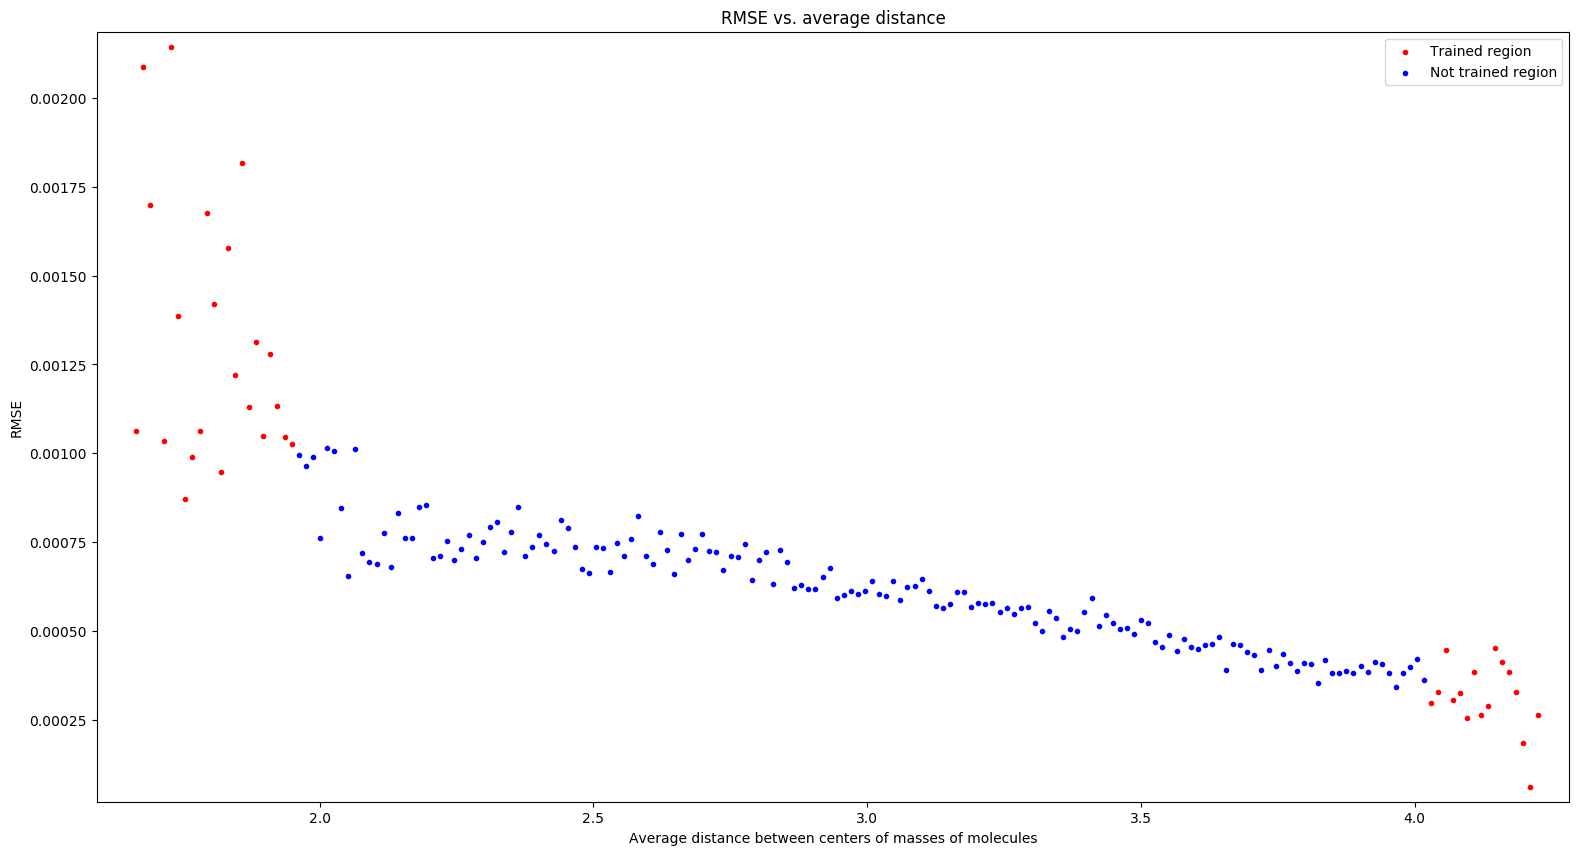 RMSE vs. average distance
Trained region
Not trained region
0.00200
0.00175
0.00150
0.00125
0.00100
0.00075
0.00050
0.00025
RMSE
2.0
2.5
3.0
3.5
4.0
Average distance between centers of masses of molecules